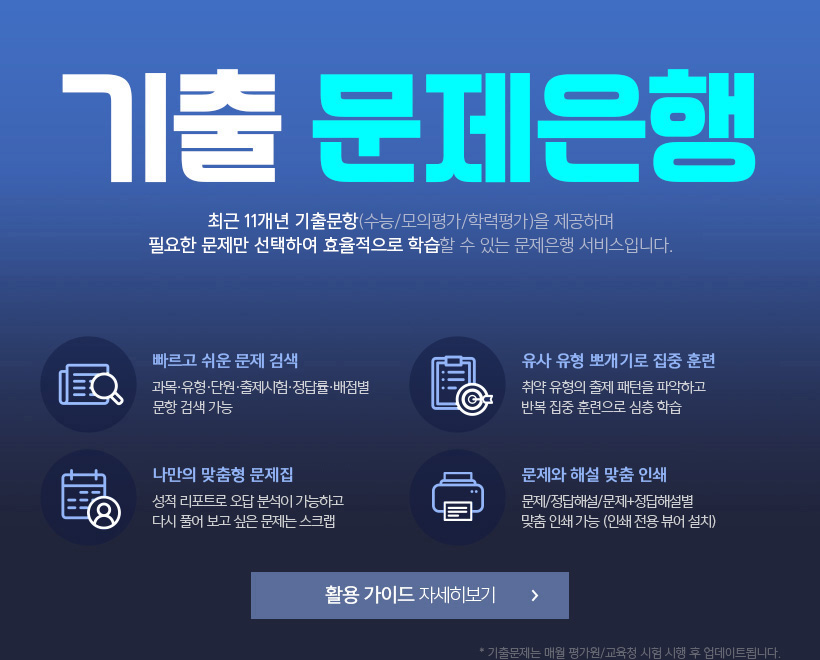 기출 문제은행
최근 11개년 기출문항(수능/모의평가/학력평가)을 제공하며
필요한 문제만 선택하여 효율적으로 학습할 수 있는 문제은행 서비스입니다.
빠르고 쉬운 문제 검색
과목·유형·단원·출제시험·정답률·배점별
문항 검색 가능
유사 유형 뽀개기로 집중 훈련
취약 유형의 출제 패턴을 파악하고
반복 집중 훈련으로 심층 학습
나만의 맞춤형 문제집
성적 리포트로 오답 분석이 가능하고
다시 풀어 보고 싶은 문제는 스크랩
문제와 해설 맞춤 인쇄
문제/정답해설/문제+정답해설별
맞춤 인쇄 가능 (인쇄 전용 뷰어 설치)
활용 가이드 자세히보기
* 기출문제는 매월 평가원/교육청 시험 시행 후 업데이트됩니다.